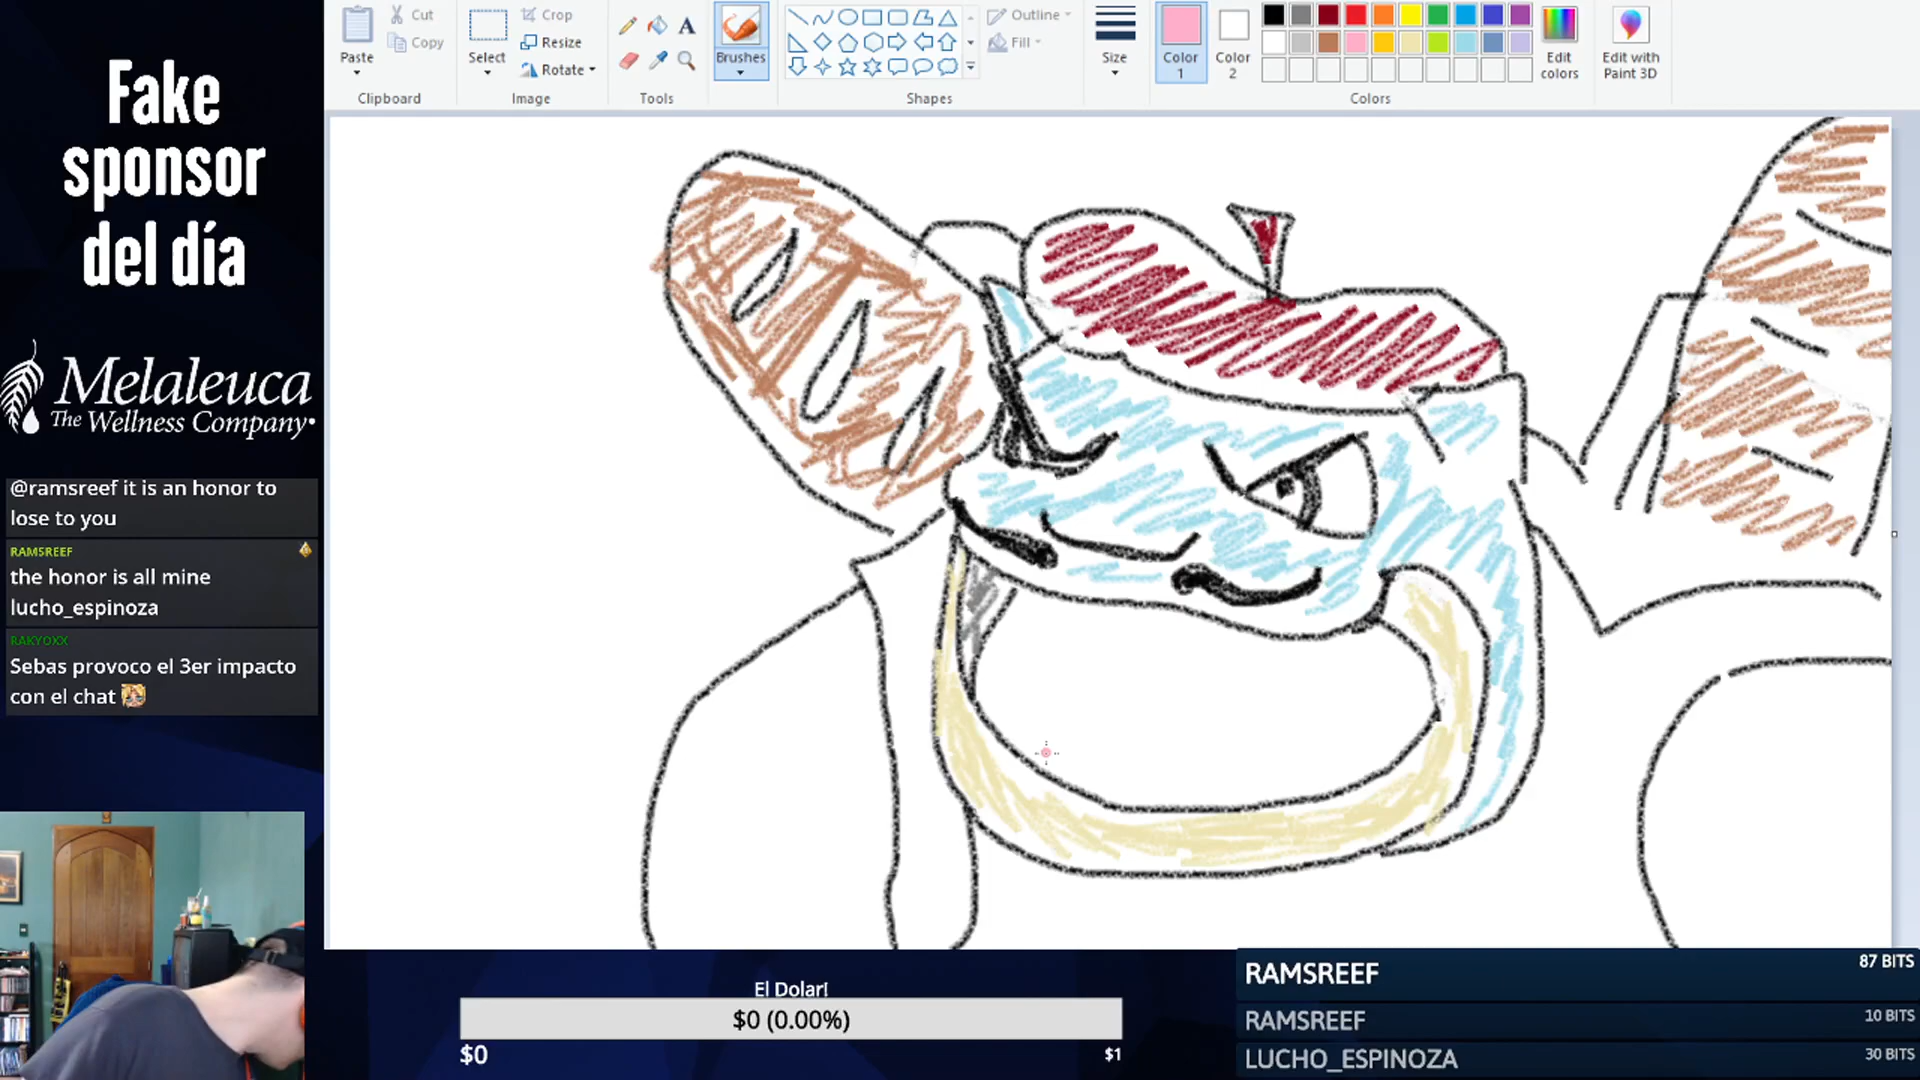 Fake
sponsor
del día
Melaleuca
The Wellness Company
@ramsreef it is an honor to
lose to you
RAMSREEF
the honor is all mine
lucho_espinoza
RAKYOXX
Sebas provoco el 3er impacto
con el chat
Paste
Cut
Copy
Clipboard
Select
Crop
Resize
Rotate
Image
A
Tools
Brushes
Shapes
Outline
Fill
Size
Color
1
Color
2
Edit
colors
Edit with
Paint 3D
Colors
El Dolar!
$0 (0.00%)
$0
$1
RAMSREEF
87 BITS
RAMSREEF
10 BITS
LUCHO_ESPINOZA
30 BITS